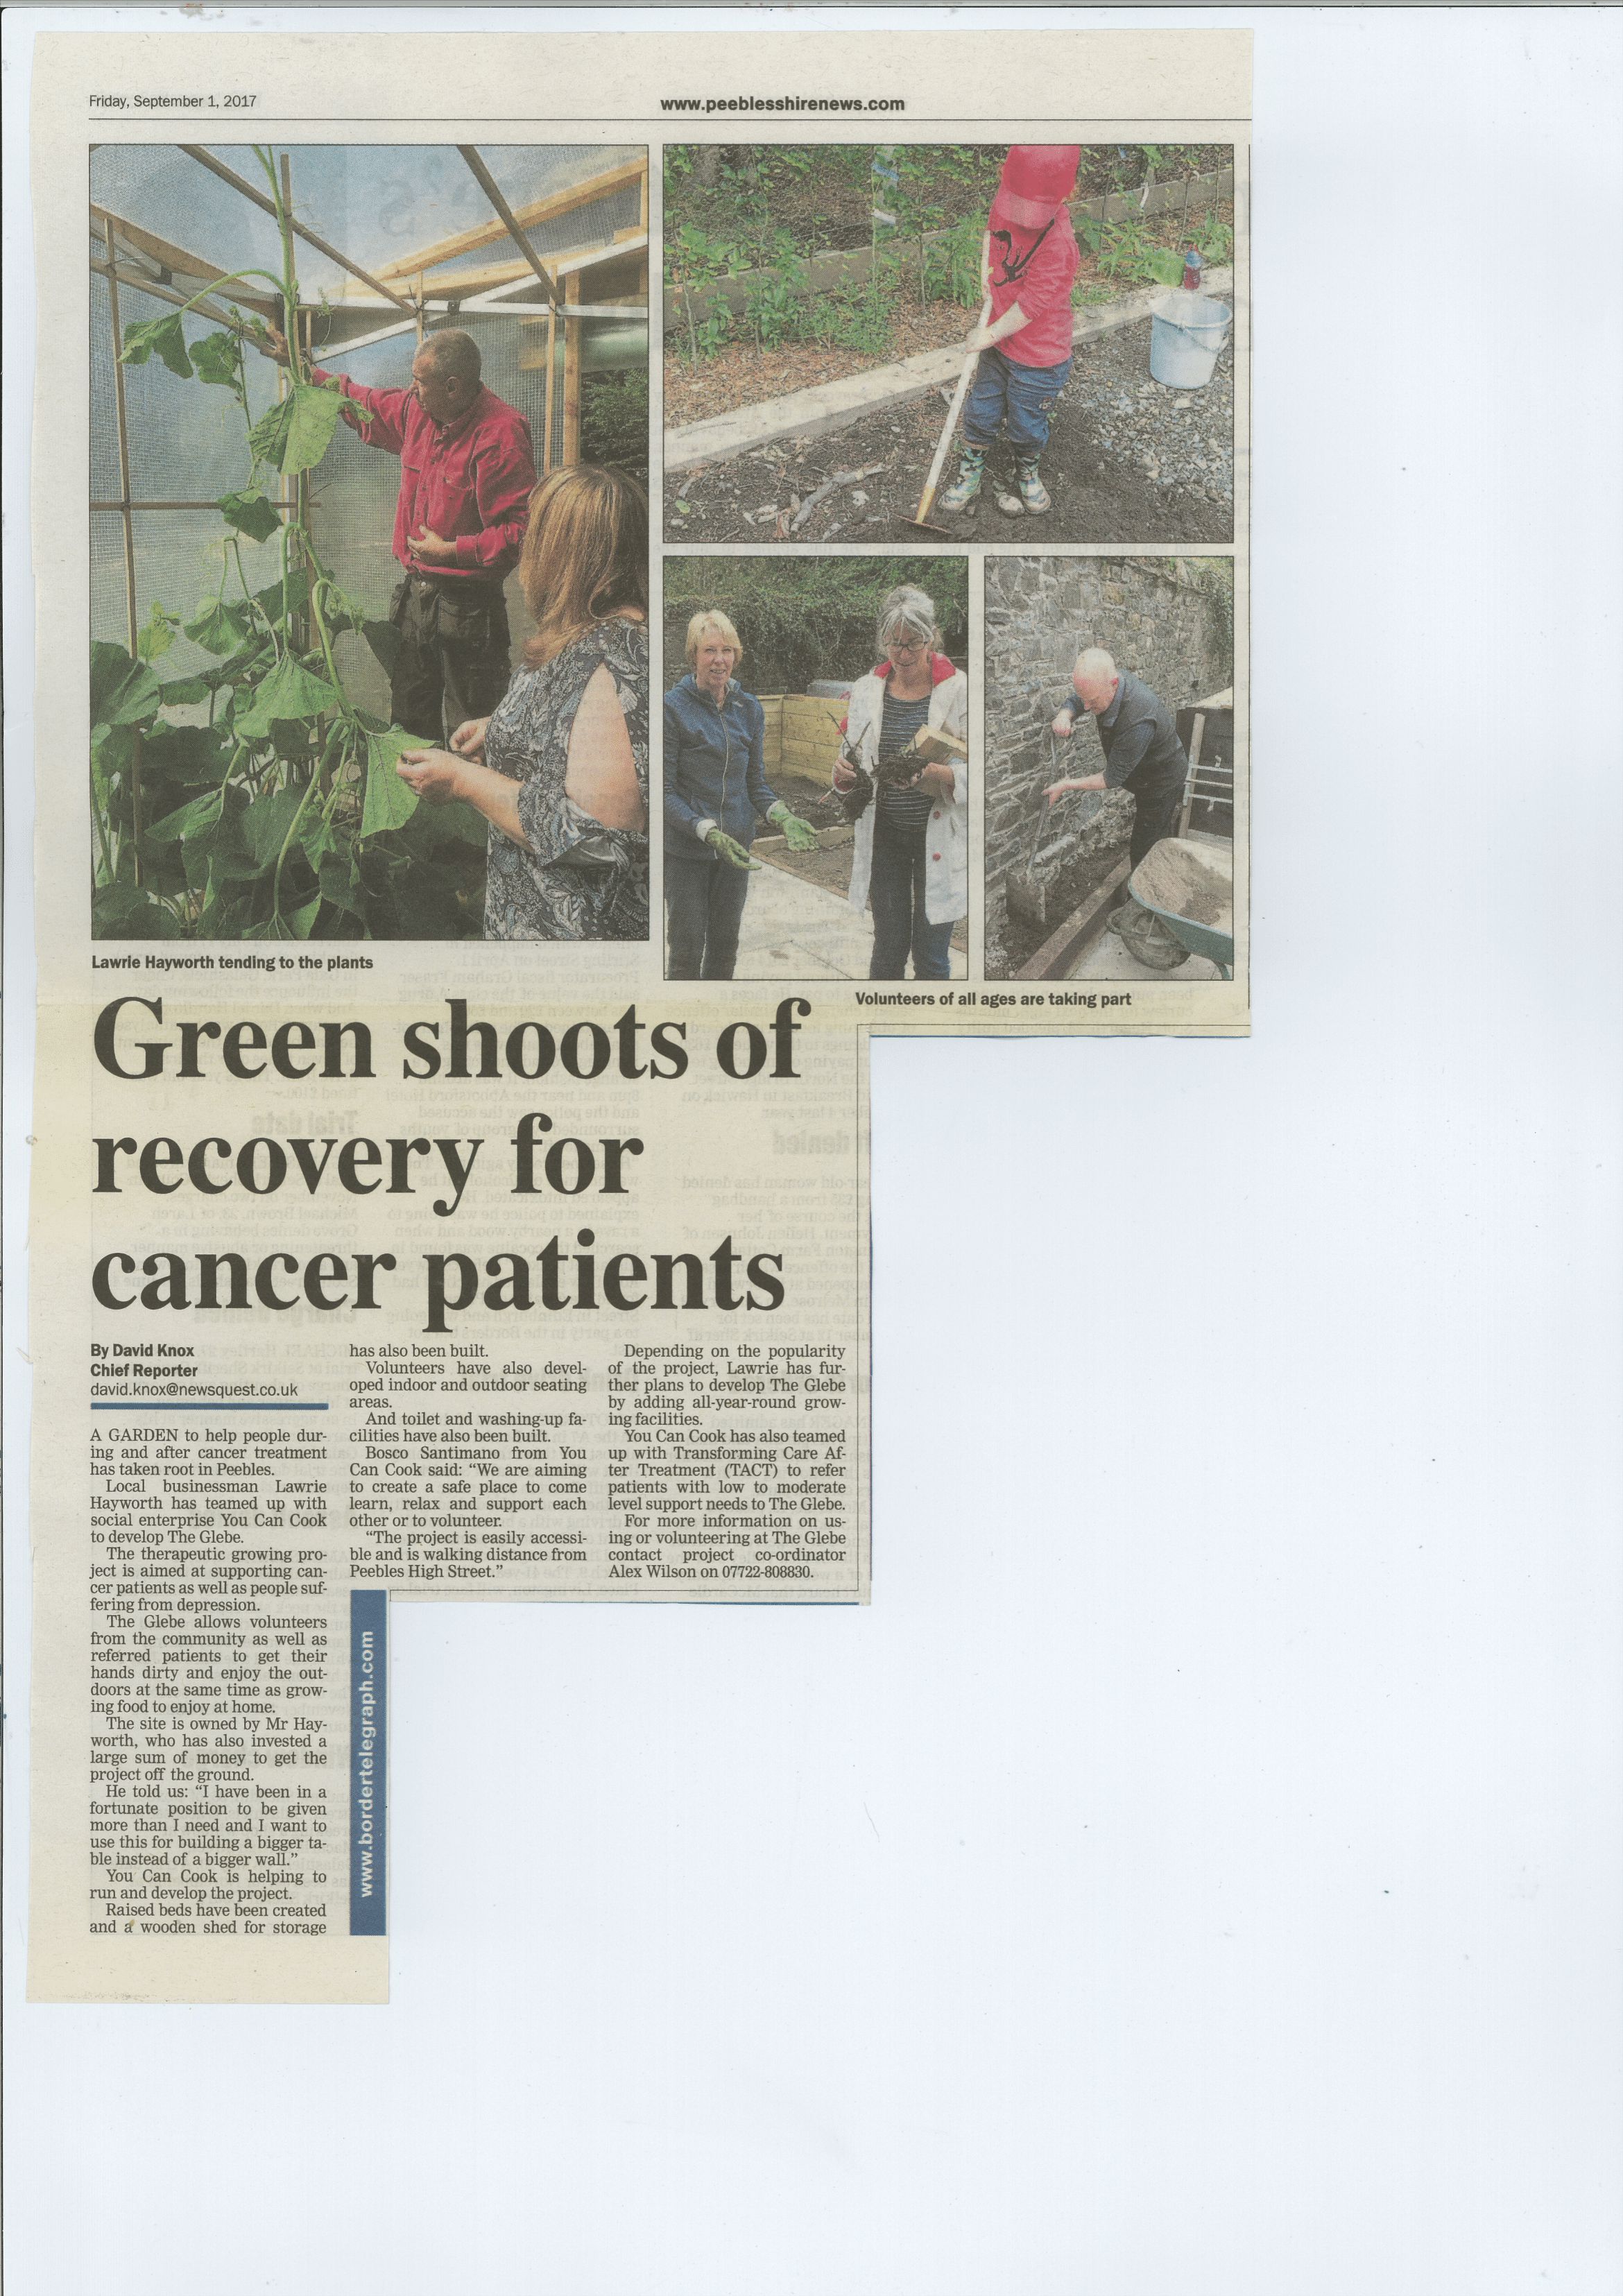 Friday, September 1, 2017
www.peeblesshirenews.com
Lawrie Hayworth tending to the plants
Volunteers of all ages are taking part
Green shoots of
recovery for
cancer patients
By David Knox
Chief Reporter
david.knox@newsquest.co.uk
A GARDEN to help people dur-
ing and after cancer treatment
has taken root in Peebles.
Local businessman Lawrie
Hayworth has teamed up with
social enterprise You Can Cook
to develop The Glebe.
The therapeutic growing pro-
ject is aimed at supporting can-
cer patients as well as people suf-
fering from depression.
The Glebe allows volunteers
from the community as well as
referred patients to get their
hands dirty and enjoy the out-
doors at the same time as grow-
ing food to enjoy at home.
The site is owned by Mr Hay-
worth, who has also invested a
large sum of money to get the
project off the ground.
He told us: “I have been in a
fortunate position to be given
more than I need and I want to
use this for building a bigger ta-
ble instead of a bigger wall.”
You Can Cook is helping to
run and develop the project.
Raised beds have been created
and a wooden shed for storage
has also been built.
Volunteers have also devel-
oped indoor and outdoor seating
areas.
And toilet and washing-up fa-
cilities have also been built.
Bosco Santimano from You
Can Cook said: “We are aiming
to create a safe place to come
learn, relax and support each
other or to volunteer.
“The project is easily accessi-
ble and is walking distance from
Peebles High Street.”
Depending on the popularity
of the project, Lawrie has fur-
ther plans to develop The Glebe
by adding all-year-round grow-
ing facilities.
You Can Cook has also teamed
up with Transforming Care Af-
ter Treatment (TACT) to refer
patients with low to moderate
level support needs to The Glebe.
For more information on us-
ing or volunteering at The Glebe
contact project co-ordinator
Alex Wilson on 07722-808830.
www.bordertelegraph.com